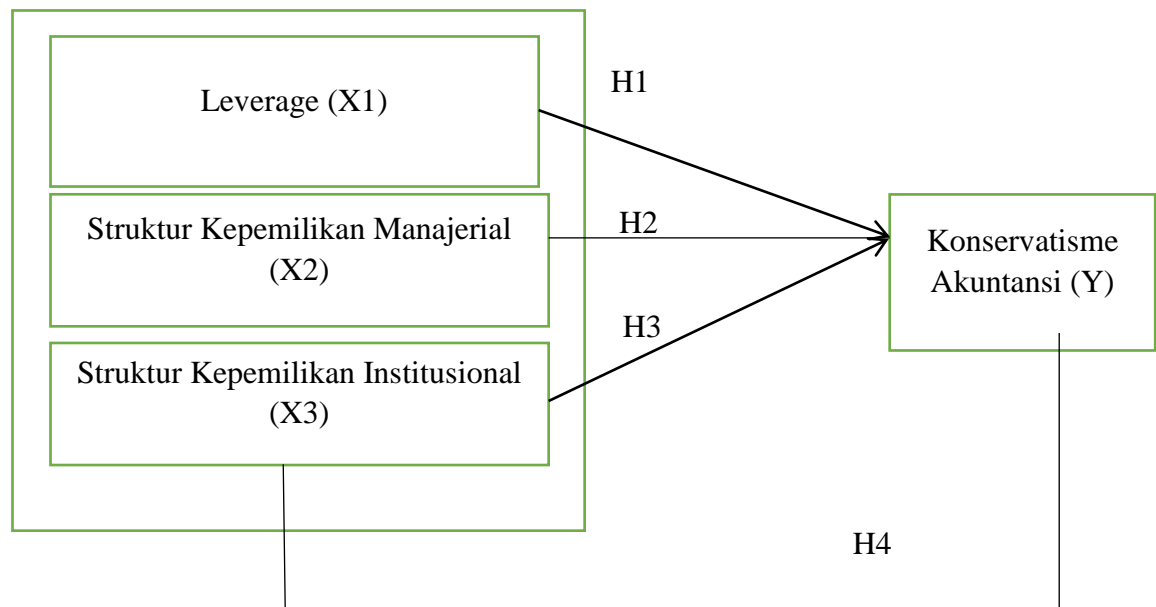 H1
Leverage (X1)
Struktur Kepemilikan Manajerial
(X2)
H2
Konservatisme
Akuntansi (Y)
H3
Struktur Kepemilikan Institusional
(X3)
H4